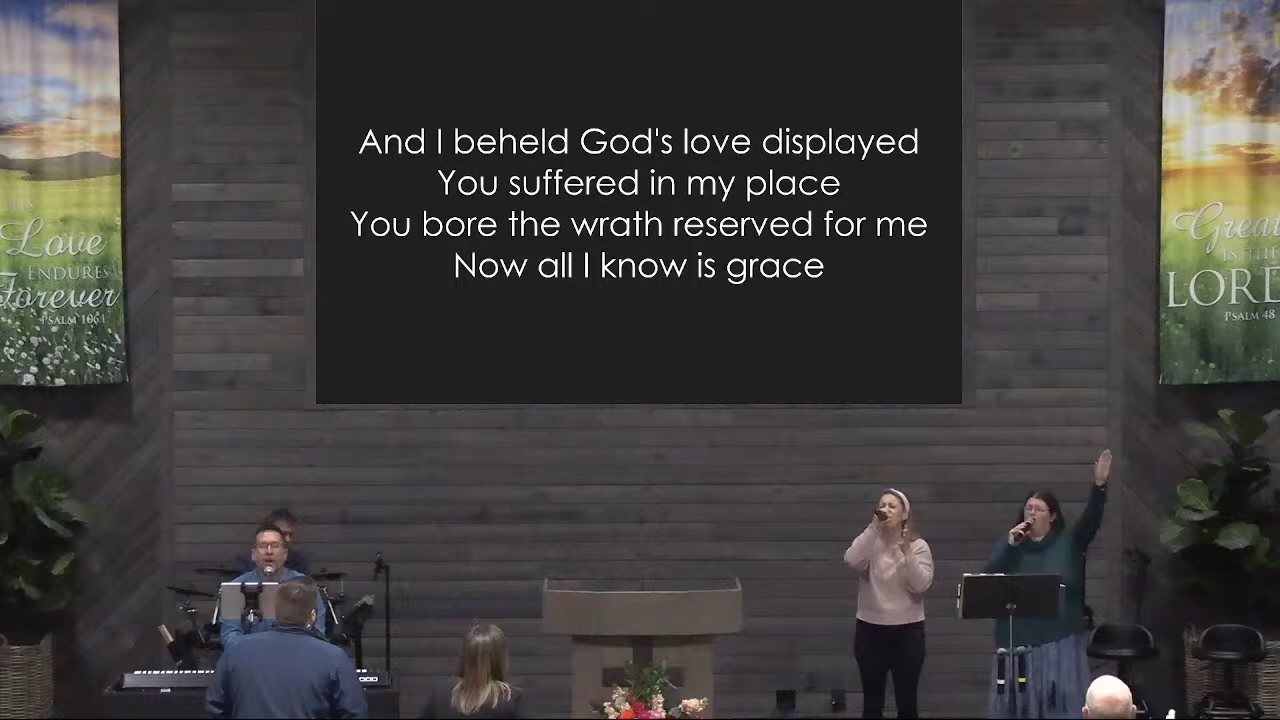 And I beheld God's love displayed
You suffered in my place
You bore the wrath reserved for me
Now all I know is grace
Love
ENDURES
Forever
PSALM 106:1
Great
IS THE
LORD
PSALM 48